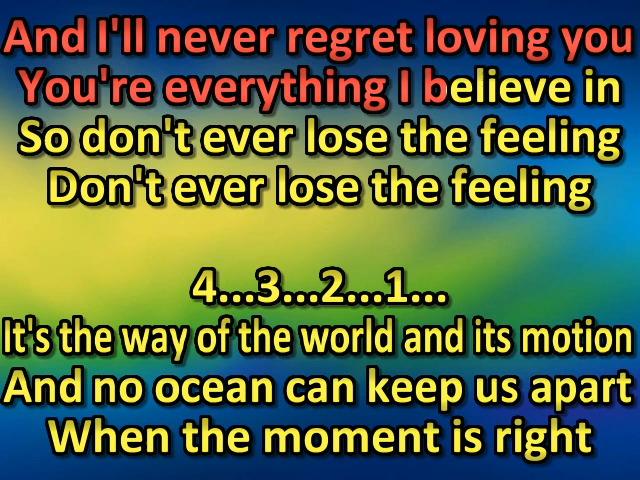 And I'll never regret loving you
You're everything I believe in
So don't ever lose the feeling
Don't ever lose the feeling
4...3...2...1...
It's the way of the world and its motion
And no ocean can keep us apart
When the moment is right